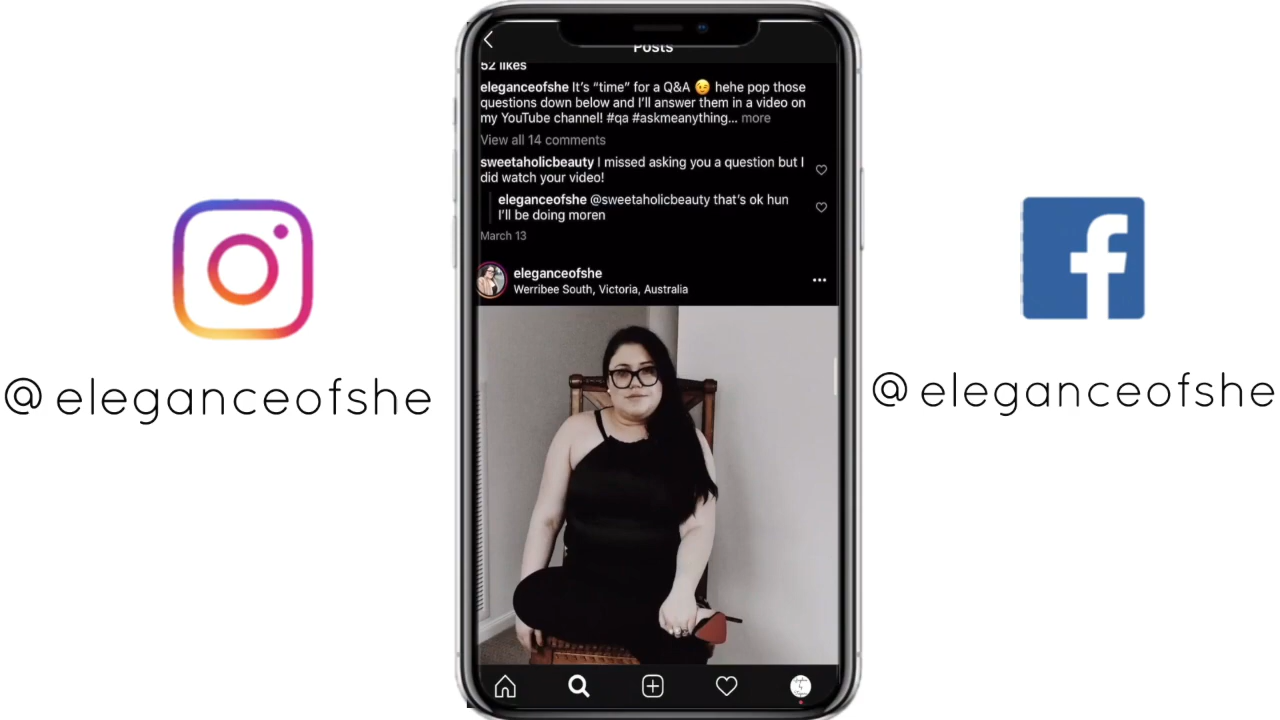 Posts
52 likes
eleganceofshe It’s “time” for a Q&A 😉 hehe pop those
questions down below and I’ll answer them in a video on
my YouTube channel! #qa #askmeanything... more
View all 14 comments
sweetaholicbeauty I missed asking you a question but I
did watch your video!
eleganceofshe @sweetaholicbeauty that’s ok hun
I’ll be doing moren
March 13
eleganceofshe
Werribee South, Victoria, Australia
@eleganceofshe
@eleganceofshe